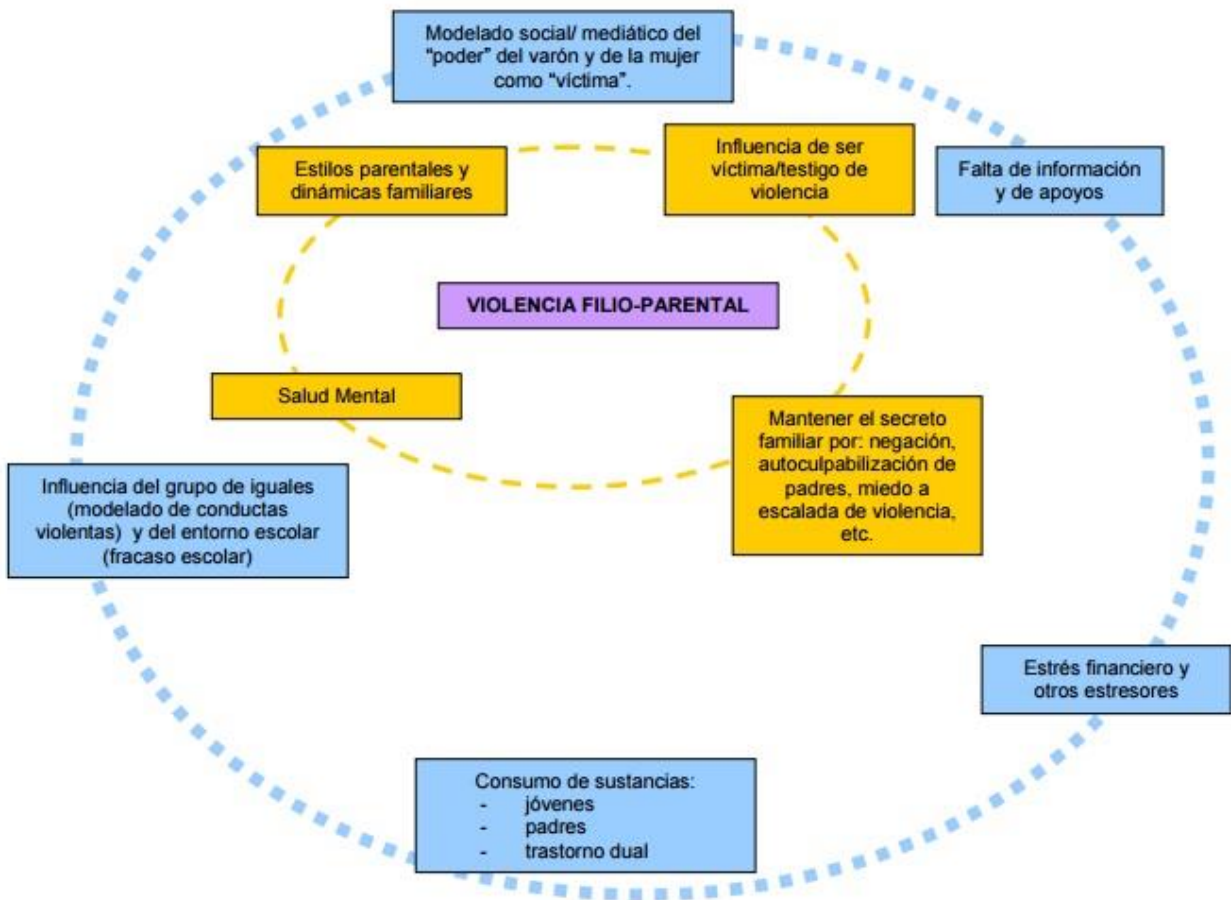 Modelado social/ mediático del
“poder” del varón y de la mujer
como “víctima”.
Estilos parentales y
dinámicas familiares
Influencia de ser
víctima/testigo de
violencia
Falta de información
y de apoyos
VIOLENCIA FILIO-PARENTAL
Salud Mental
Mantener el secreto
familiar por: negación,
autoculpabilización de
padres, miedo a
escalada de violencia,
etc.
Influencia del grupo de iguales
(modelado de conductas
violentas) y del entorno escolar
(fracaso escolar)
Estrés financiero y
otros estresores
Consumo de sustancias:
- jóvenes
- padres
- trastorno dual